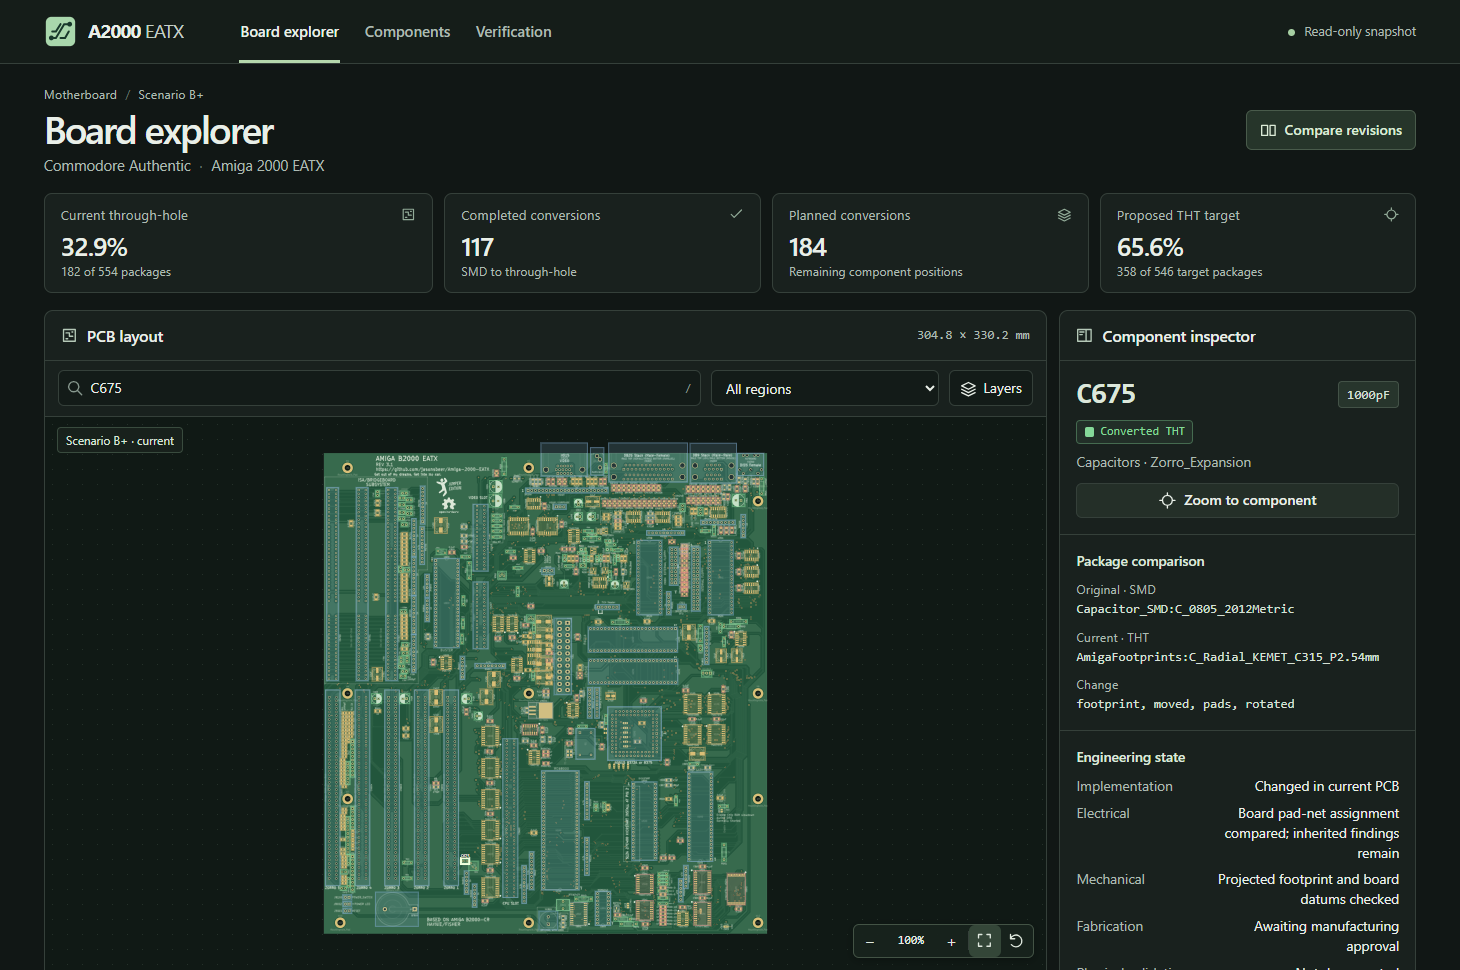 A2000 EATX
Board explorer
Components
Verification
Read-only snapshot
Motherboard / Scenario B+
Board explorer
Commodore Authentic · Amiga 2000 EATX
Compare revisions
Current through-hole
32.9%
182 of 554 packages
Completed conversions
117
SMD to through-hole
Planned conversions
184
Remaining component positions
Proposed THT target
65.6%
358 of 546 target packages
PCB layout
304.8 × 330.2 mm
C675
/
All regions
Layers
Scenario B+ · current
AMIGA B2000 EATX
BASED ON AMIGA B2000-CR
− 100% +
Component inspector
C675
1000pF
Converted THT
Capacitors · Zorro_Expansion
Zoom to component
Package comparison
Original · SMD
Capacitor_SMD:C_0805_2012Metric
Current · THT
AmigaFootprints:C_Radial_KEMET_C315_P2.54mm
Change
footprint, moved, pads, rotated
Engineering state
Implementation
Changed in current PCB
Electrical
Board pad-net assignment
compared; inherited findings
remain
Mechanical
Projected footprint and board
datums checked
Fabrication
Awaiting manufacturing
approval